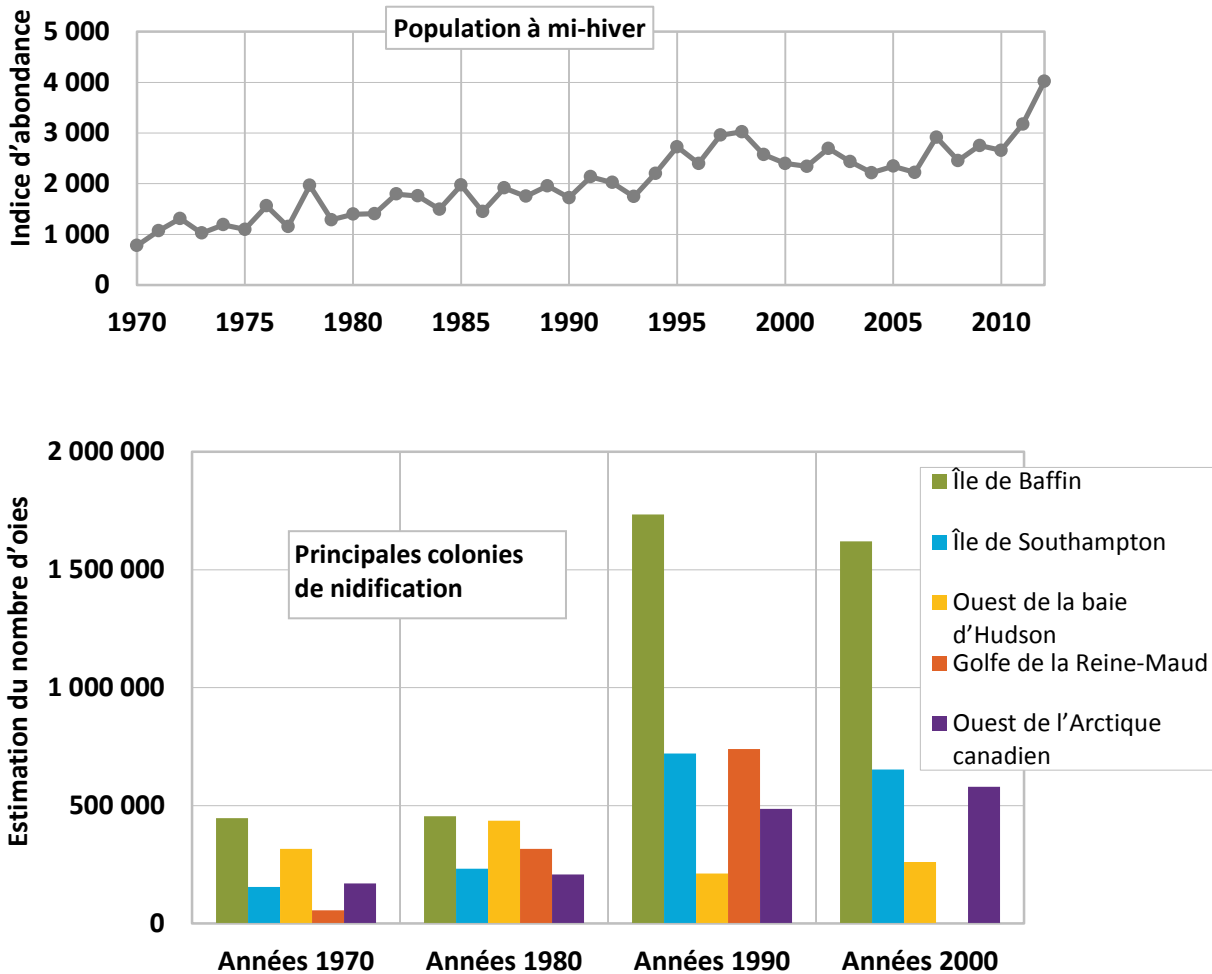 Population à mi-hiver
Indice d’abondance
5 000
4 000
3 000
2 000
1 000
0
1970 1975 1980 1985 1990 1995 2000 2005 2010
Estimation du nombre d’oies
2 000 000
1 500 000
1 000 000
500 000
0
Principales colonies
de nidification
Île de Baffin
Île de Southampton
Ouest de la baie
d’Hudson
Golfe de la Reine-Maud
Ouest de l’Arctique
canadien
Années 1970 Années 1980 Années 1990 Années 2000